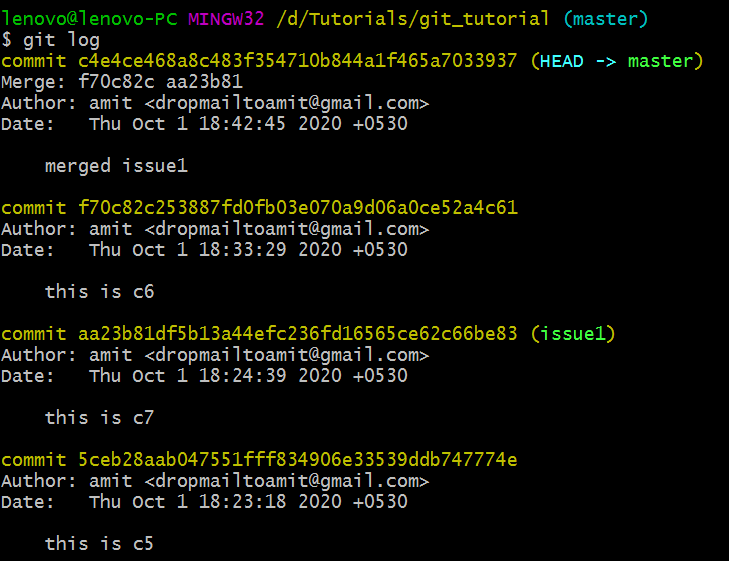 lenovo@lenovo-PC MINGW32 /d/Tutorials/git_tutorial (master)
$ git log
commit c4e4ce468a8c483f354710b844a1f465a7033937 (HEAD -> master)
Merge: f70c82c aa23b81
Author: amit <dropmailtoamit@gmail.com>
Date:   Thu Oct 1 18:42:45 2020 +0530
    merged issue1
commit f70c82c253887fd0fb03e070a9d06a0ce52a4c61
Author: amit <dropmailtoamit@gmail.com>
Date:   Thu Oct 1 18:33:29 2020 +0530
    this is c6
commit aa23b81df5b13a44efc236fd16565ce62c66be83 (issue1)
Author: amit <dropmailtoamit@gmail.com>
Date:   Thu Oct 1 18:24:39 2020 +0530
    this is c7
commit 5ceb28aab047551fff834906e33539ddb747774e
Author: amit <dropmailtoamit@gmail.com>
Date:   Thu Oct 1 18:23:18 2020 +0530
    this is c5